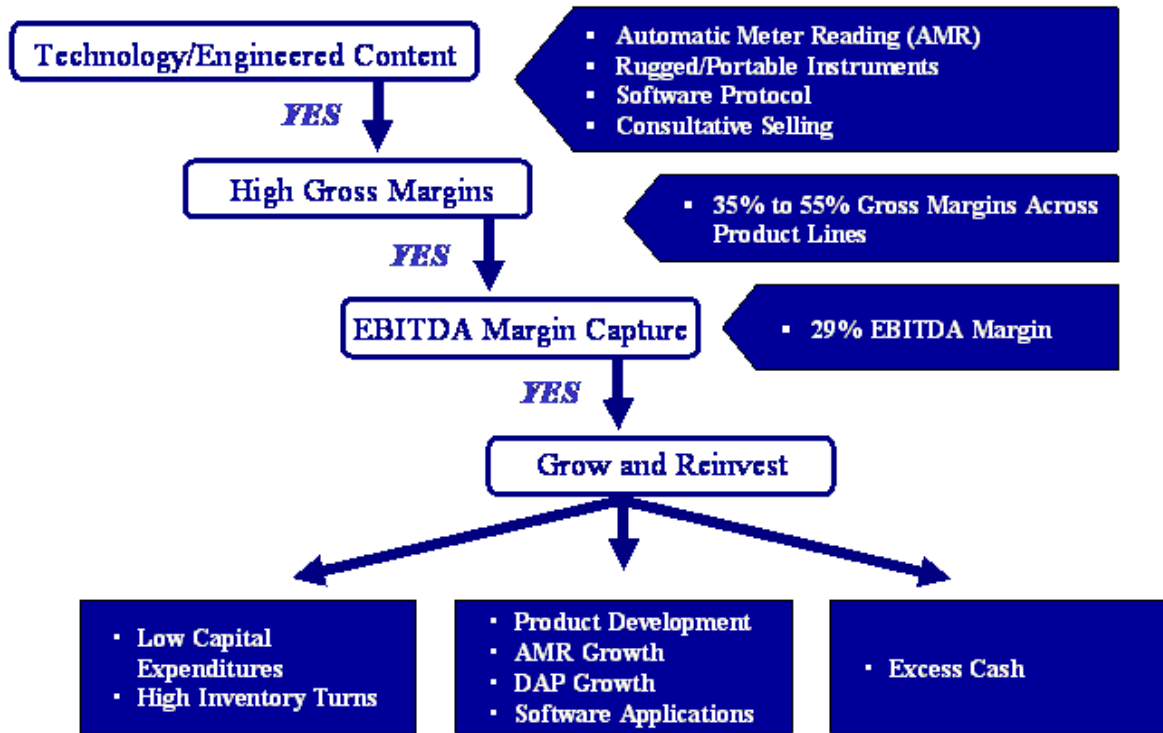 Technology/Engineered Content
▪ Automatic Meter Reading (AMR)
▪ Rugged/Portable Instruments
▪ Software Protocol
▪ Consultative Selling
YES
High Gross Margins
▪ 35% to 55% Gross Margins Across
Product Lines
YES
EBITDA Margin Capture
▪ 29% EBITDA Margin
YES
Grow and Reinvest
▪ Low Capital
Expenditures
▪ High Inventory Turns
▪ Product Development
▪ AMR Growth
▪ DAP Growth
▪ Software Applications
▪ Excess Cash